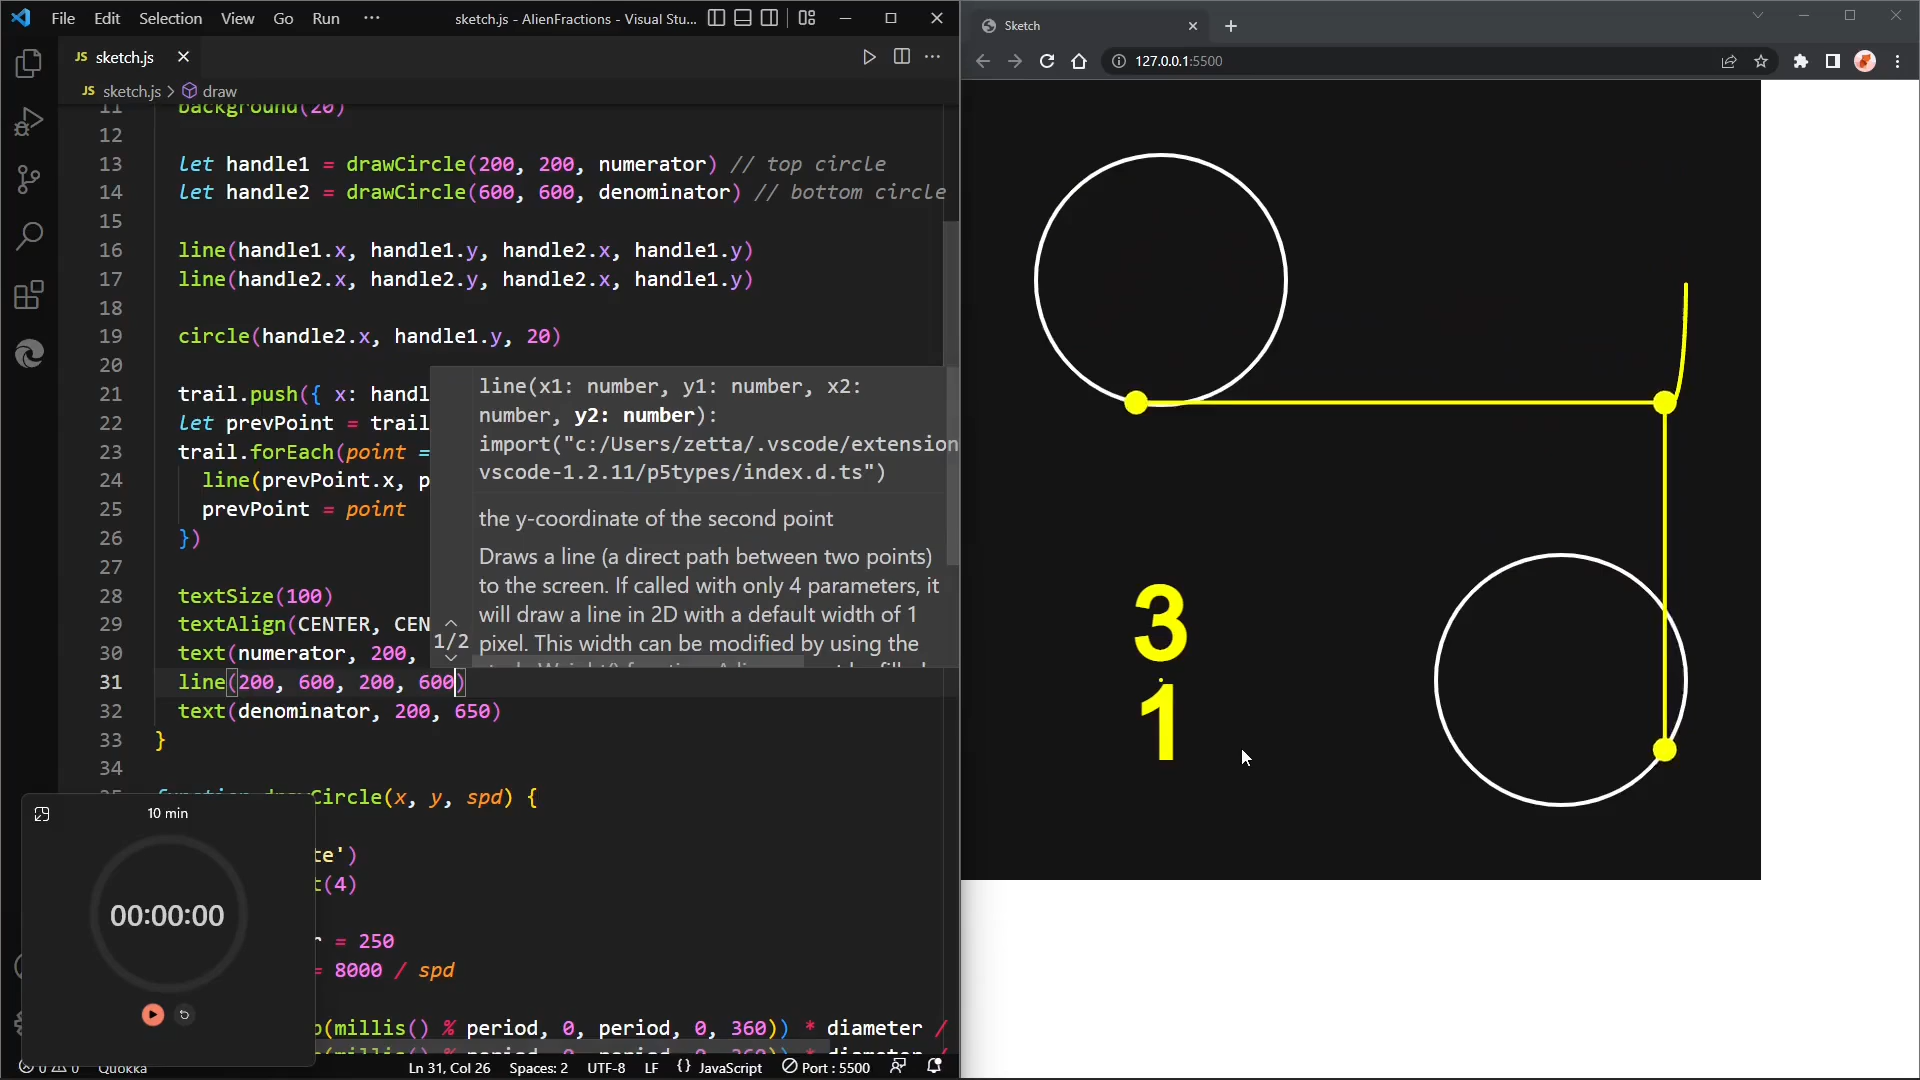 File Edit Selection View Go Run ···
sketch.js - AlienFractions - Visual Stu...
JS sketch.js
JS sketch.js > draw
11 background(20)
12
13 let handle1 = drawCircle(200, 200, numerator) // top circle
14 let handle2 = drawCircle(600, 600, denominator) // bottom circle
15
16 line(handle1.x, handle1.y, handle2.x, handle1.y)
17 line(handle2.x, handle2.y, handle2.x, handle1.y)
18
19 circle(handle2.x, handle1.y, 20)
20
21 trail.push({ x: handl
22 let prevPoint = trail
23 trail.forEach(point =
24 line(prevPoint.x, p
25 prevPoint = point
26 })
27
28 textSize(100)
29 textAlign(CENTER, CEN
30 text(numerator, 200,
31 line(200, 600, 200, 600)
32 text(denominator, 200, 650)
33 }
34
Circle(x, y, spd) {
te')
t(4)
= 250
= 8000 / spd
(millis() % period, 0, period, 0, 360)) * diameter /
line(x1: number, y1: number, x2:
number, y2: number):
import("c:/Users/zetta/.vscode/extension
vscode-1.2.11/p5types/index.d.ts")
the y-coordinate of the second point
Draws a line (a direct path between two points)
to the screen. If called with only 4 parameters, it
will draw a line in 2D with a default width of 1
pixel. This width can be modified by using the
1/2
10 min
00:00:00
Quokka
Ln 31, Col 26 Spaces: 2 UTF-8 LF {} JavaScript Port : 5500
Sketch
127.0.0.1:5500
3
1